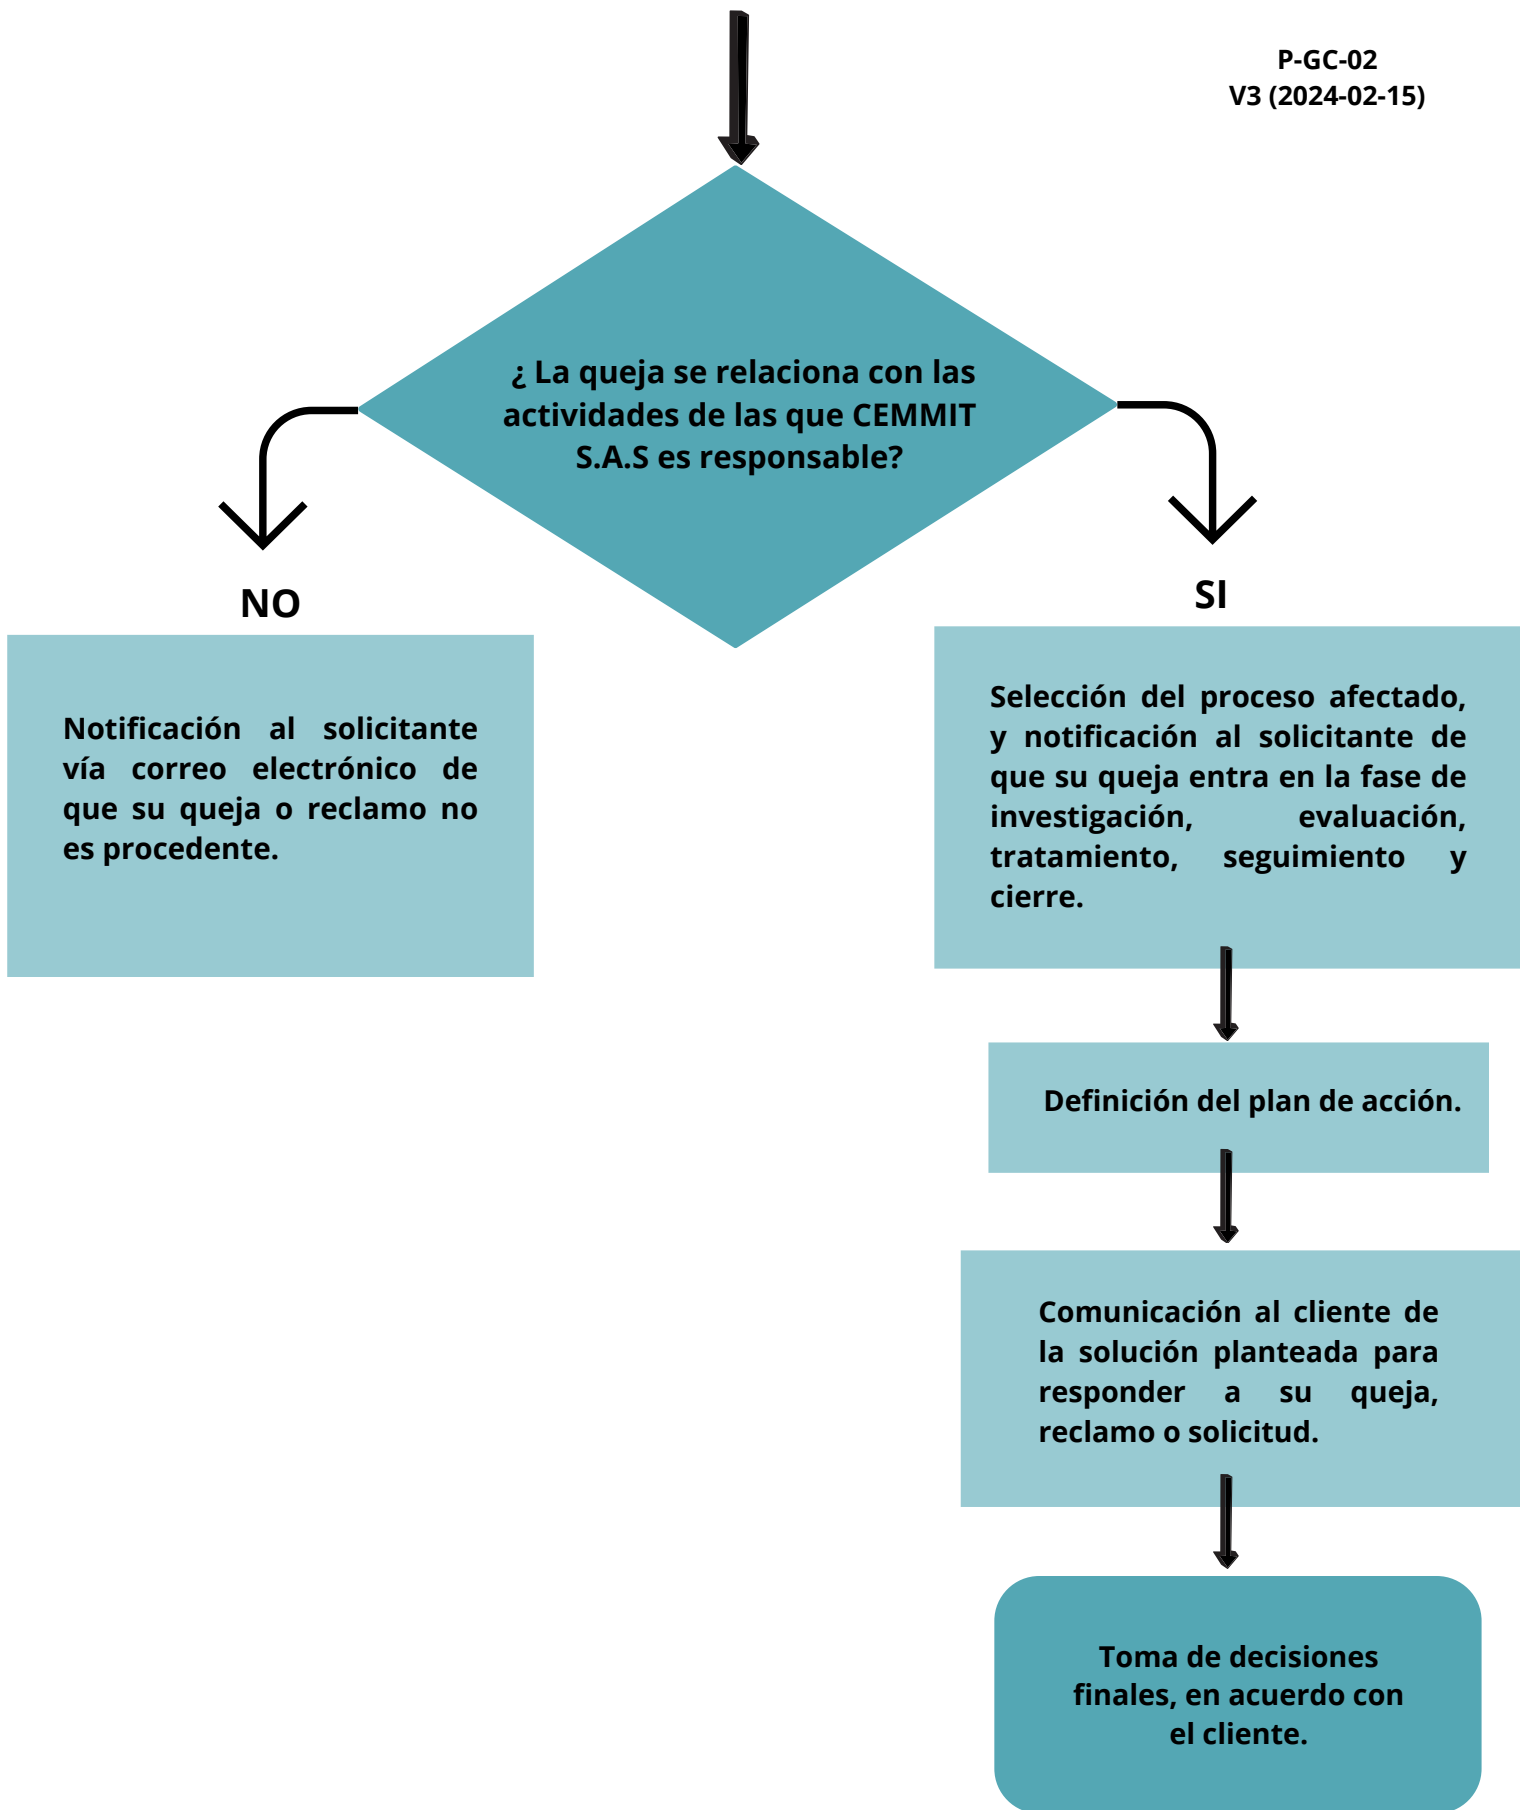 P-GC-02
V3 (2024-02-15)
¿ La queja se relaciona con las
actividades de las que CEMMIT
S.A.S es responsable?
NO
Notificación al solicitante
vía correo electrónico de
que su queja o reclamo no
es procedente.
SI
Selección del proceso afectado,
y notificación al solicitante de
que su queja entra en la fase de
investigación, evaluación,
tratamiento, seguimiento y
cierre.
Definición del plan de acción.
Comunicación al cliente de
la solución planteada para
responder a su queja,
reclamo o solicitud.
Toma de decisiones
finales, en acuerdo con
el cliente.